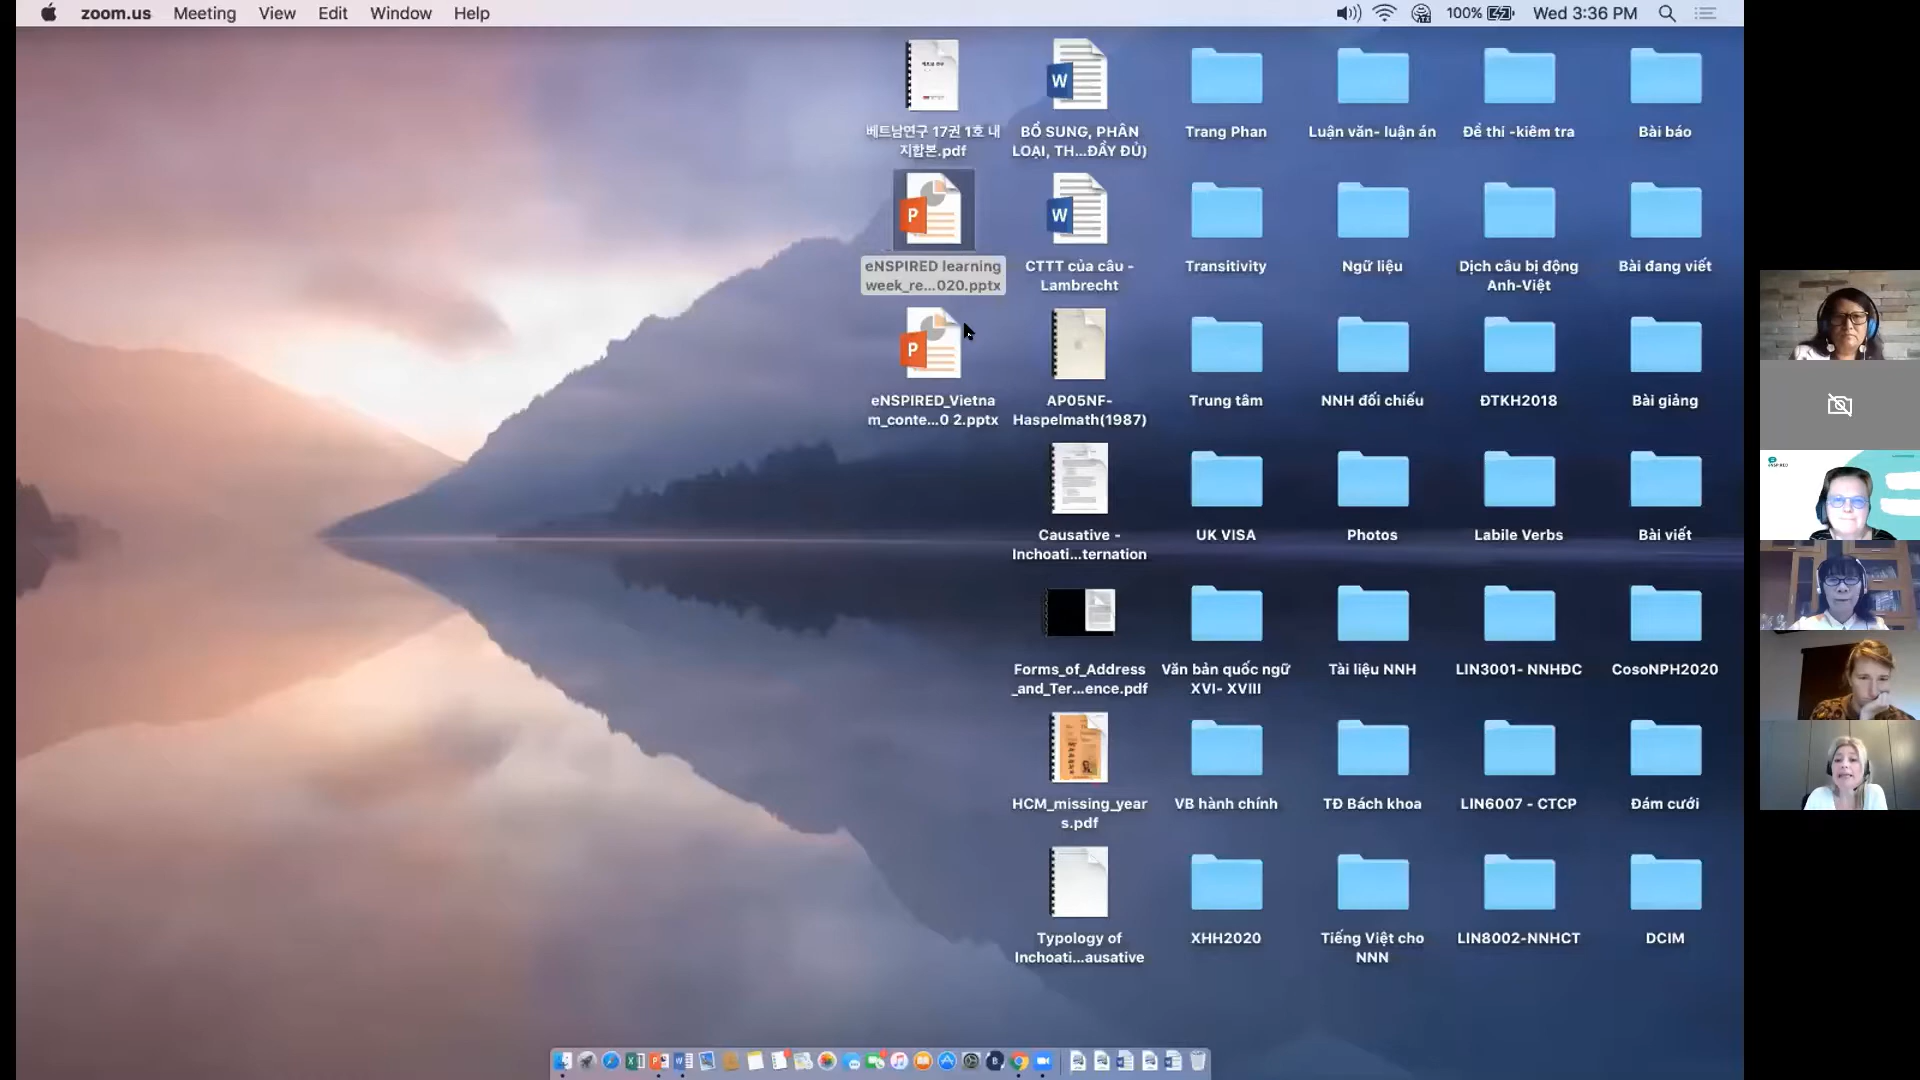 zoom.us Meeting View Edit Window Help 100% Wed 3:36 PM
베트남연구 17권 1호 내
지합본.pdf
BỔ SUNG, PHÂN
LOẠI, TH...ĐẦY ĐỦ)
Trang Phan
Luận văn- luận án
Đề thi -kiêm tra
Bài báo
eNSPIRED learning
week_re...020.pptx
CTTT của câu -
Lambrecht
Transitivity
Ngữ liệu
Dịch câu bị động
Anh-Việt
Bài đang viết
eNSPIRED_Vietna
m_conte...0 2.pptx
AP05NF-
Haspelmath(1987)
Trung tâm
NNH đối chiếu
ĐTKH2018
Bài giảng
Causative -
Inchoati...ternation
UK VISA
Photos
Labile Verbs
Bài viết
Forms_of_Address
_and_Ter...ence.pdf
Văn bản quốc ngữ
XVI- XVIII
Tài liệu NNH
LIN3001- NNHĐC
CosoNPH2020
HCM_missing_year
s.pdf
VB hành chính
TĐ Bách khoa
LIN6007 - CTCP
Đám cưới
Typology of
Inchoati...ausative
XHH2020
Tiếng Việt cho
NNN
LIN8002-NNHCT
DCIM